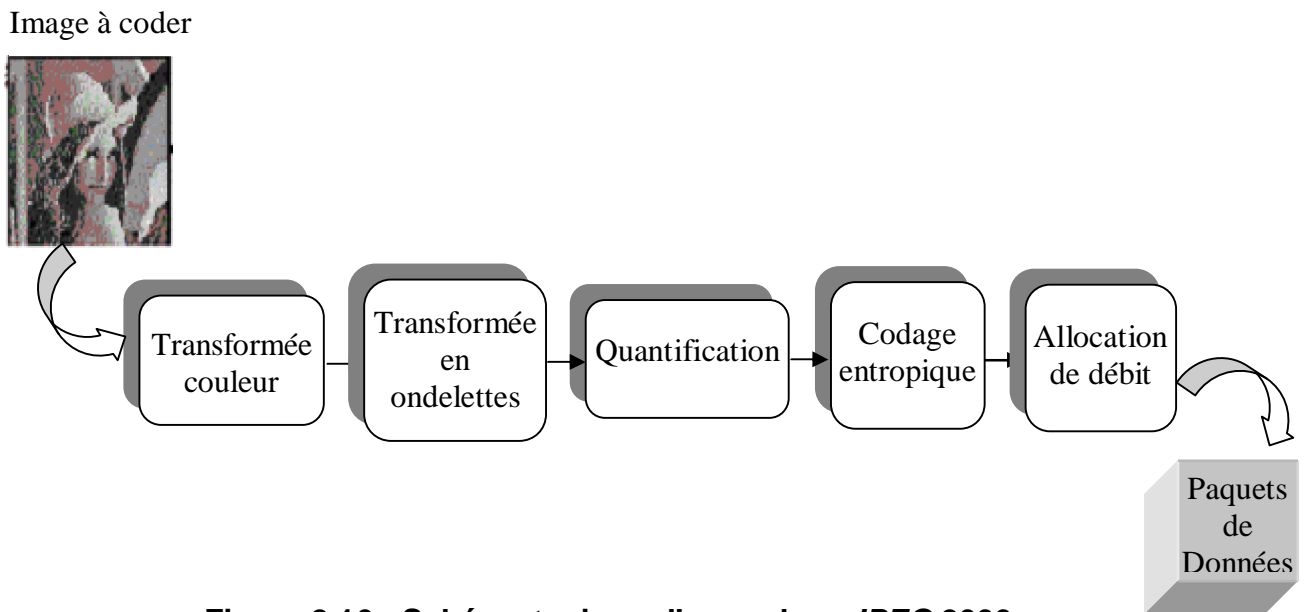 Image à coder
Transformée
couleur
Transformée
en
ondelettes
Quantification
Codage
entropique
Allocation
de débit
Paquets
de
Données